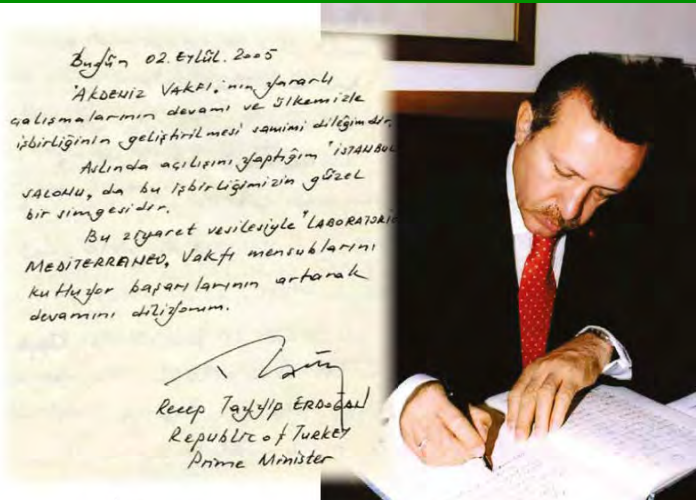 Bugün 02. Eylül. 2005
"AKDENİZ VAKFI,nın yararlı
çalışmalarının devamı ve ülkemizle
işbirliğinin geliştirilmesi samimi dileğimdir.
Aslında açılışını yaptığım "İSTANBUL
SALONU, da bu işbirliğimizin güzel
bir simgesidir.
Bu ziyaret vesilesiyle "LABORATORIO
MEDITERRANEO, Vakfı mensublarını
kutluyor başarılarının artarak
devamını diliyorum.
Recep Tayyip ERDOĞAN
Republic of TURKEY
Prime Minister